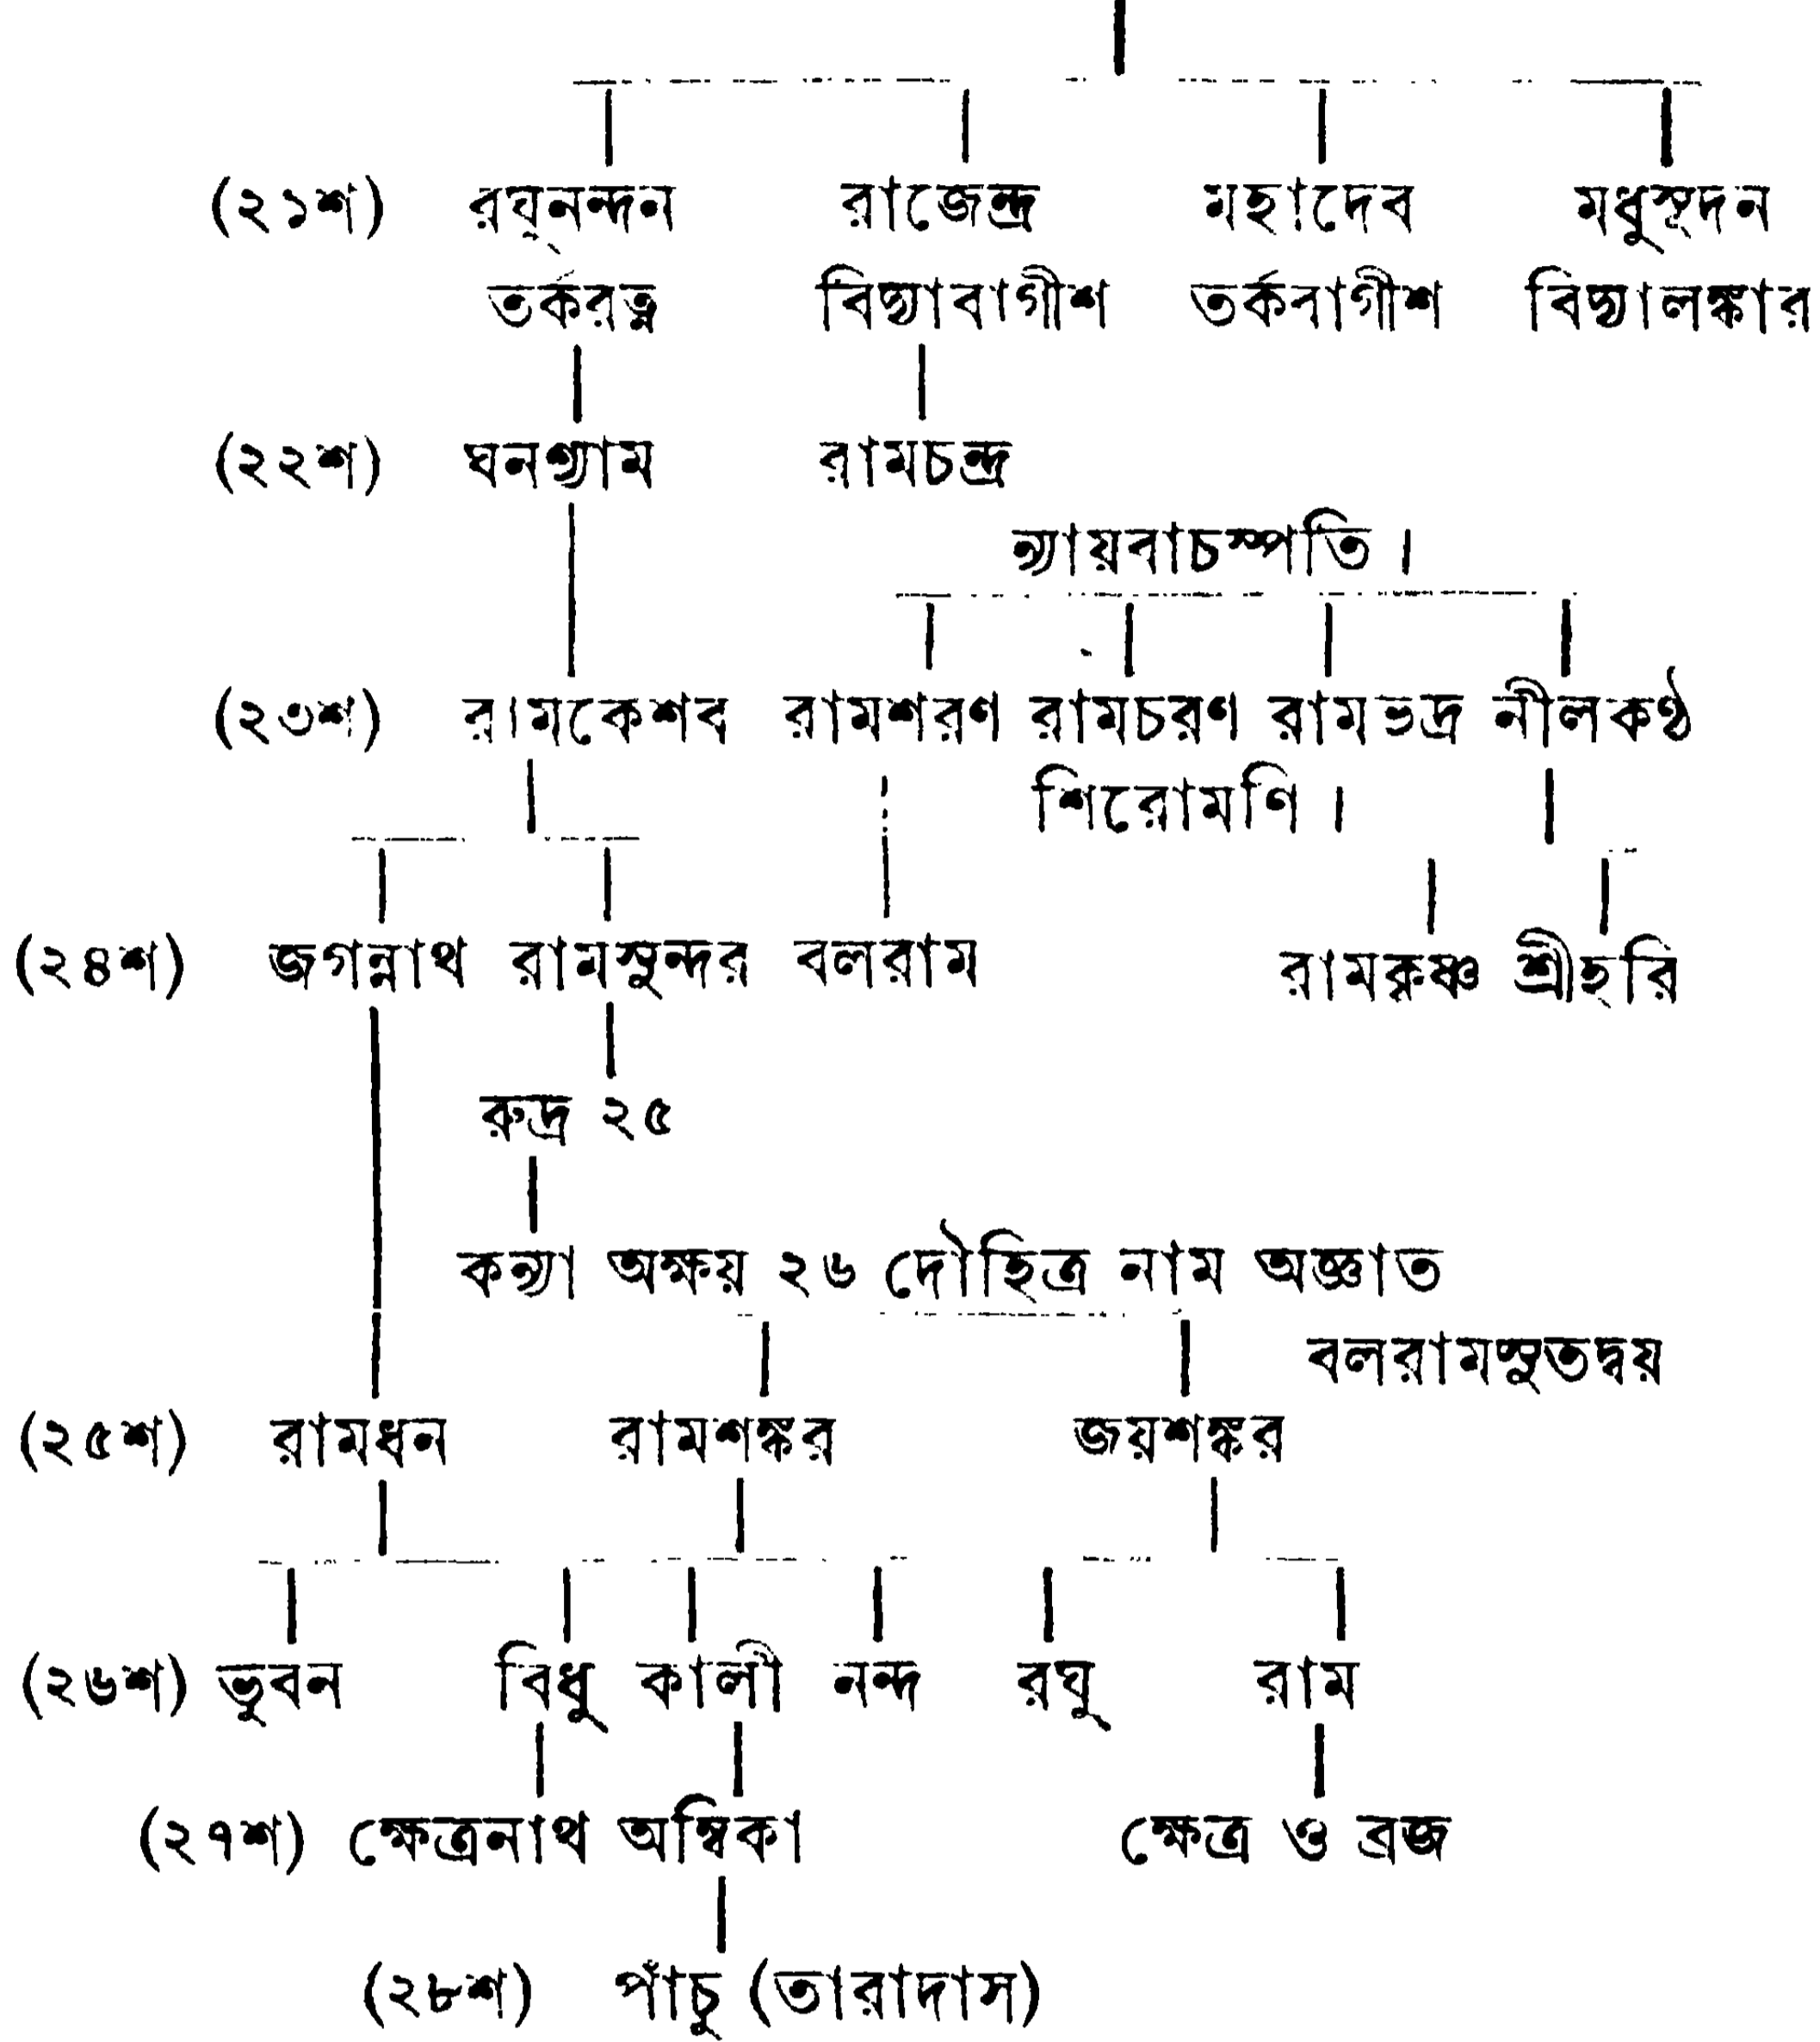 (২১শ) রঘুনন্দন রাজেন্দ্র মহাদেব মধুসূদন
তর্করত্ন বিদ্যাবাগীশ তর্কবাগীশ বিদ্যালঙ্কার
(২২শ) ঘনশ্যাম রামচন্দ্র
ন্যায়বাচস্পতি।
(২৩শ) রামকেশব রামশরণ রামচরণ রামভদ্র নীলকণ্ঠ
শিরোমণি।
(২৪শ) জগন্নাথ রামসুন্দর বলরাম রামকৃষ্ণ শ্রীহরি
রুদ্র ২৫
কন্যা অক্ষয় ২৬ দৌহিত্র নাম অজ্ঞাত
বলরামসুতদ্বয়
(২৫শ) রামধন রামশঙ্কর জয়শঙ্কর
(২৬শ) ভুবন বিধু কালী নন্দ রঘু রাম
(২৭শ) ক্ষেত্রনাথ অম্বিকা ক্ষেত্র ও ব্রজ
(২৮শ) পাঁচু (তারাদাস)